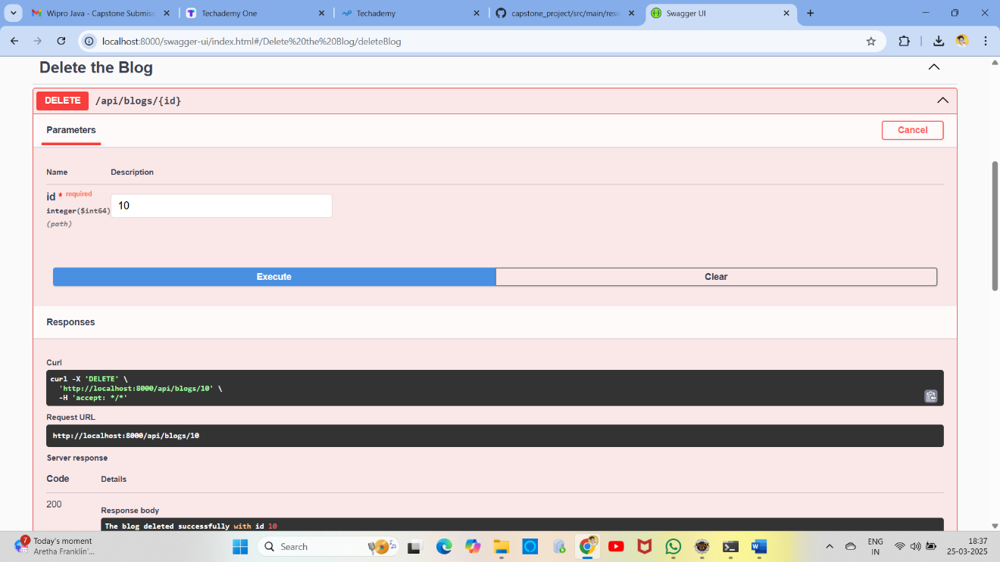 Wipro Java - Capstone Submiss
Techademy One
Techademy
capstone_project/src/main/reso
Swagger UI
localhost:8000/swagger-ui/index.html#/Delete%20the%20Blog/deleteBlog
Delete the Blog
DELETE /api/blogs/{id}
Parameters
Cancel
Name Description
id * required
10
integer($int64)
(path)
Execute
Clear
Responses
Curl
curl -X 'DELETE' \
'http://localhost:8000/api/blogs/10' \
-H 'accept: */*'
Request URL
http://localhost:8000/api/blogs/10
Server response
Code Details
200
Response body
The blog deleted successfully with id 10
7
Today's moment
Aretha Franklin'...
Search
ENG
IN
18:37
25-03-2025